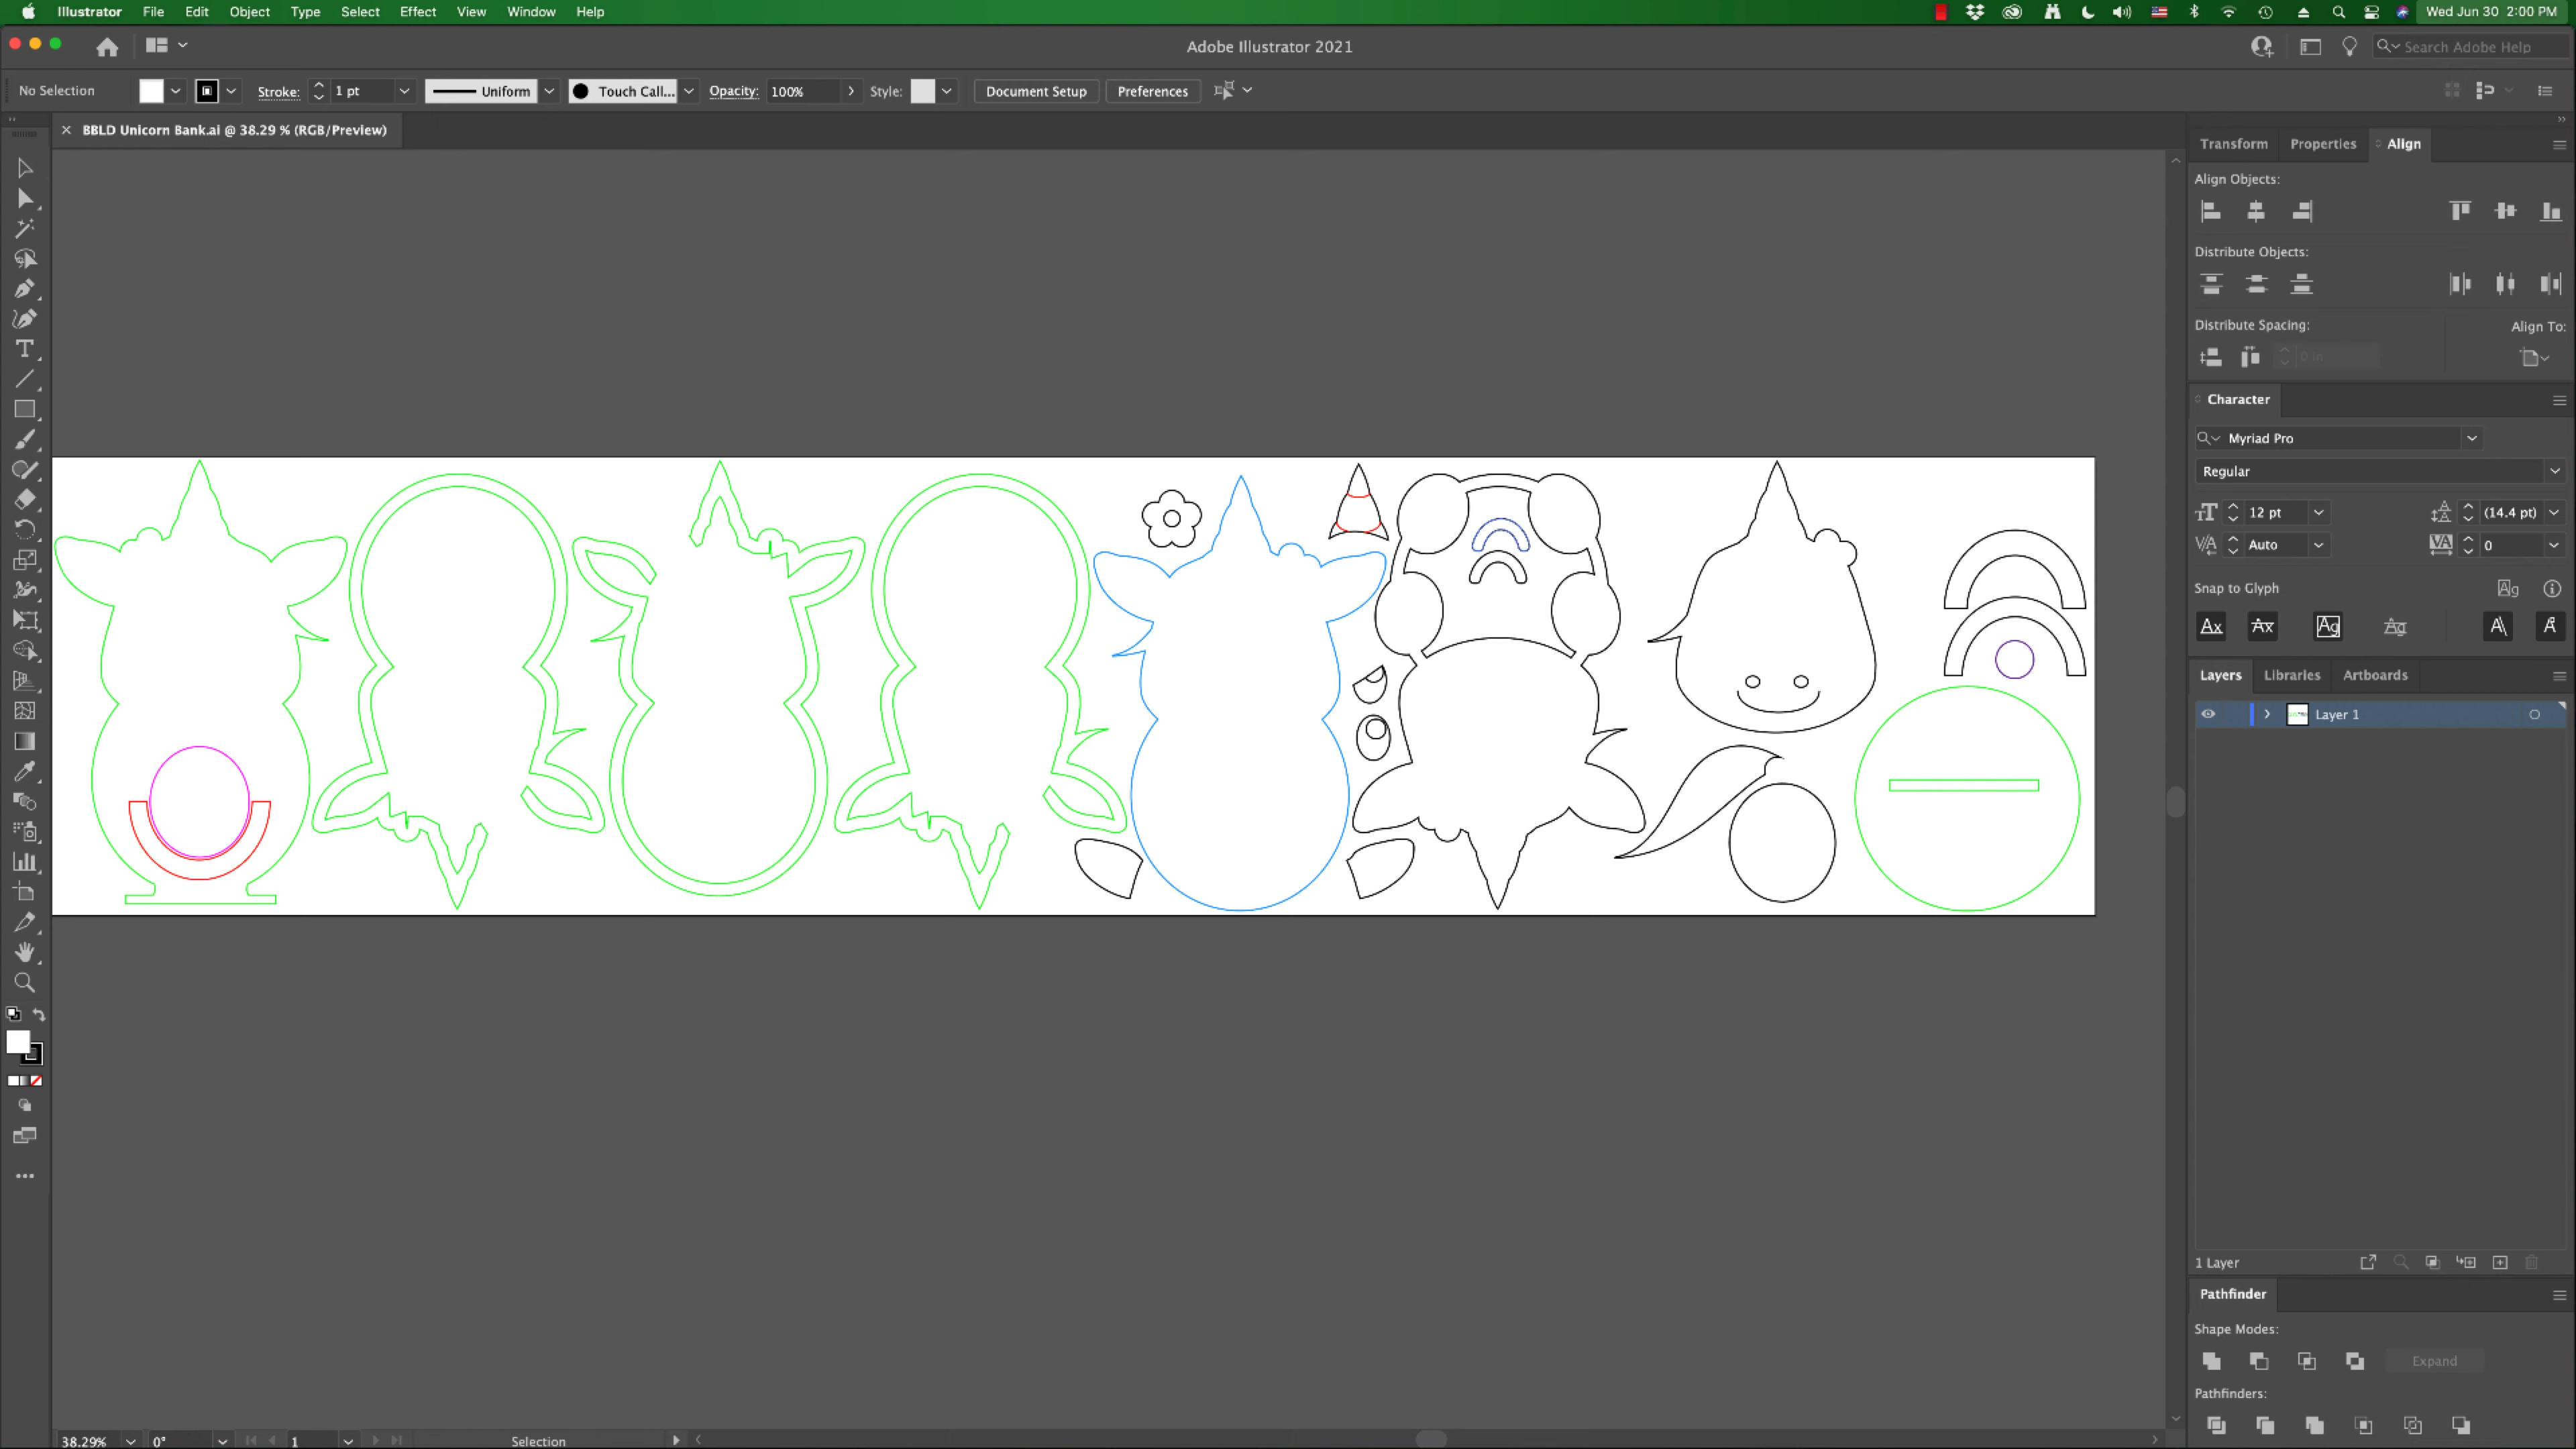 Illustrator File Edit Object Type Select Effect View Window Help Wed Jun 30 2:00 PM
Adobe Illustrator 2021 Search Adobe Help
No Selection Stroke: 1 pt Uniform Touch Call... Opacity: 100% Style: Document Setup Preferences
BBLD Unicorn Bank.ai @ 38.29 % (RGB/Preview)
Transform Properties Align
Align Objects:
Distribute Objects:
Distribute Spacing: Align To:
0 in
Character
Myriad Pro
Regular
12 pt (14.4 pt)
Auto 0
Snap to Glyph
Layers Libraries Artboards
Layer 1
1 Layer
Pathfinder
Shape Modes:
Expand
Pathfinders:
38.29% 0° 1 Selection